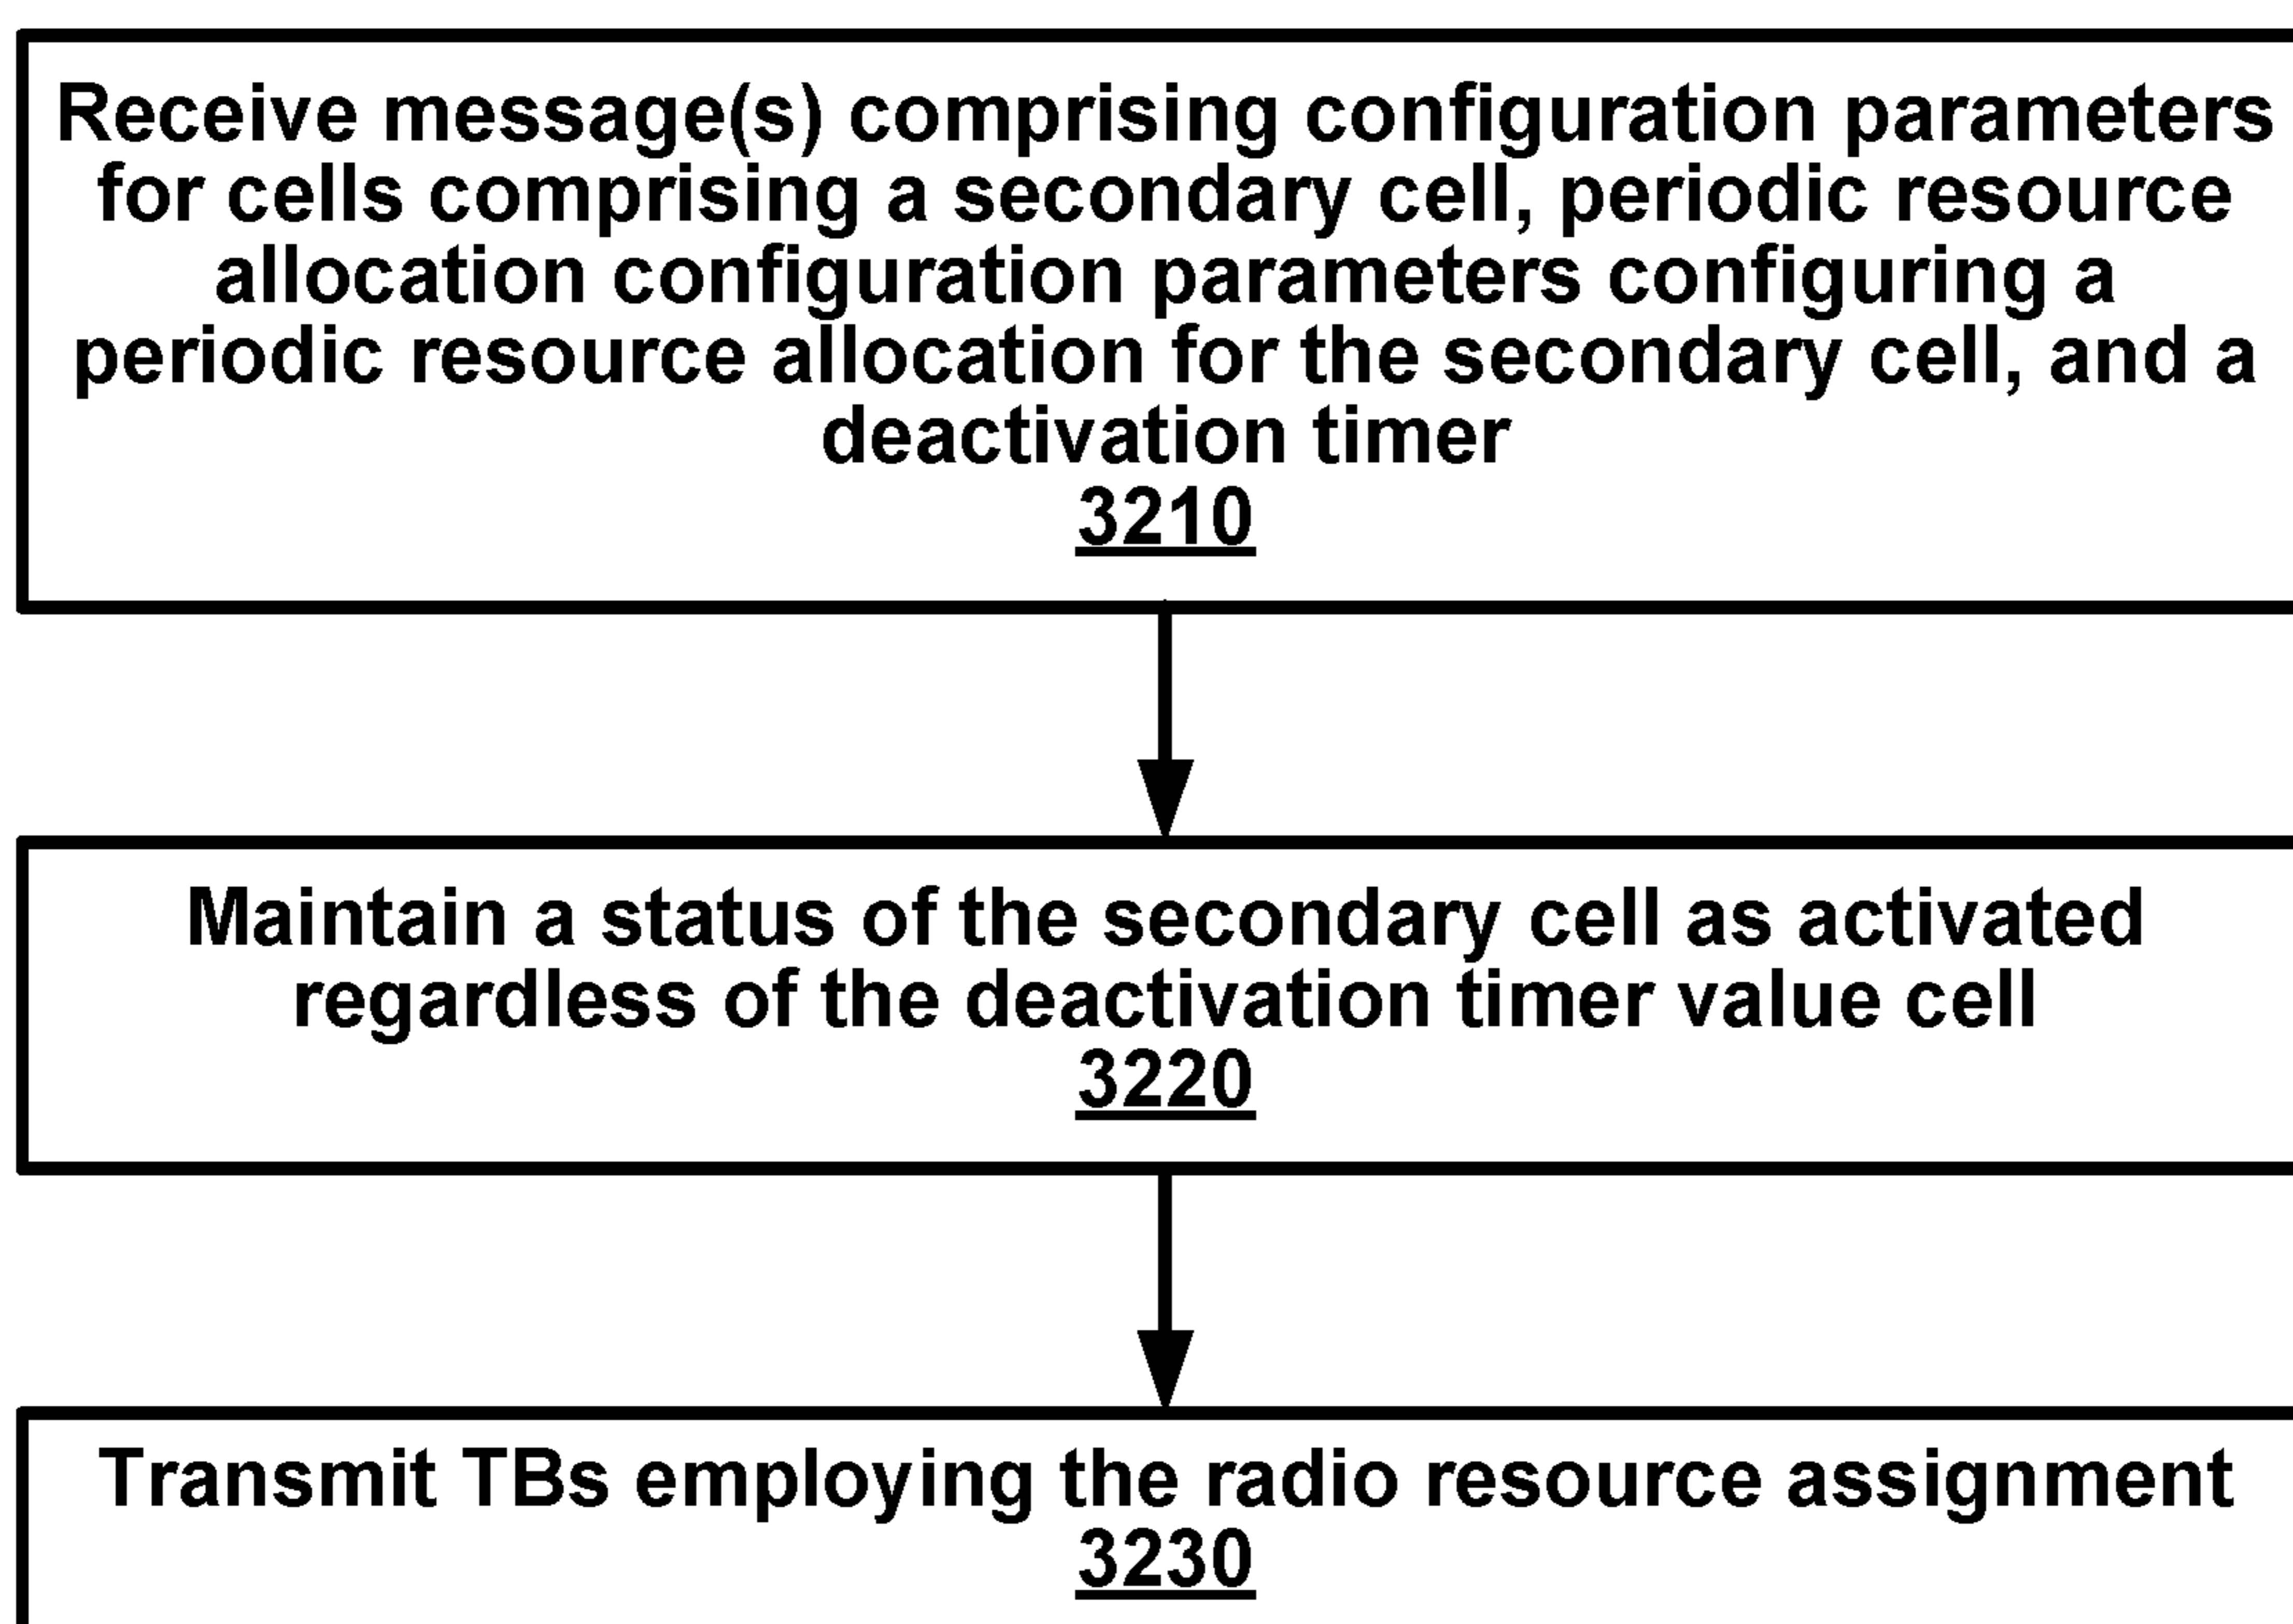 Receive message(s) comprising configuration parameters
for cells comprising a secondary cell, periodic resource
allocation configuration parameters configuring a
periodic resource allocation for the secondary cell, and a
deactivation timer
3210
Maintain a status of the secondary cell as activated
regardless of the deactivation timer value cell
3220
Transmit TBs employing the radio resource assignment
3230